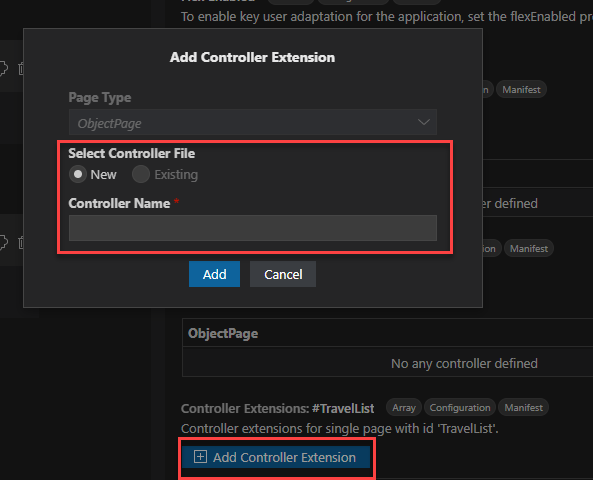 To enable key user adaptation for the application, set the flexEnabled pr
Add Controller Extension
Page Type
ObjectPage
Manifest
Select Controller File
New Existing
Controller Name *
er defined
Manifest
Add Cancel
ObjectPage
No any controller defined
Controller Extensions: #TravelList Array Configuration Manifest
Controller extensions for single page with id 'TravelList'.
Add Controller Extension